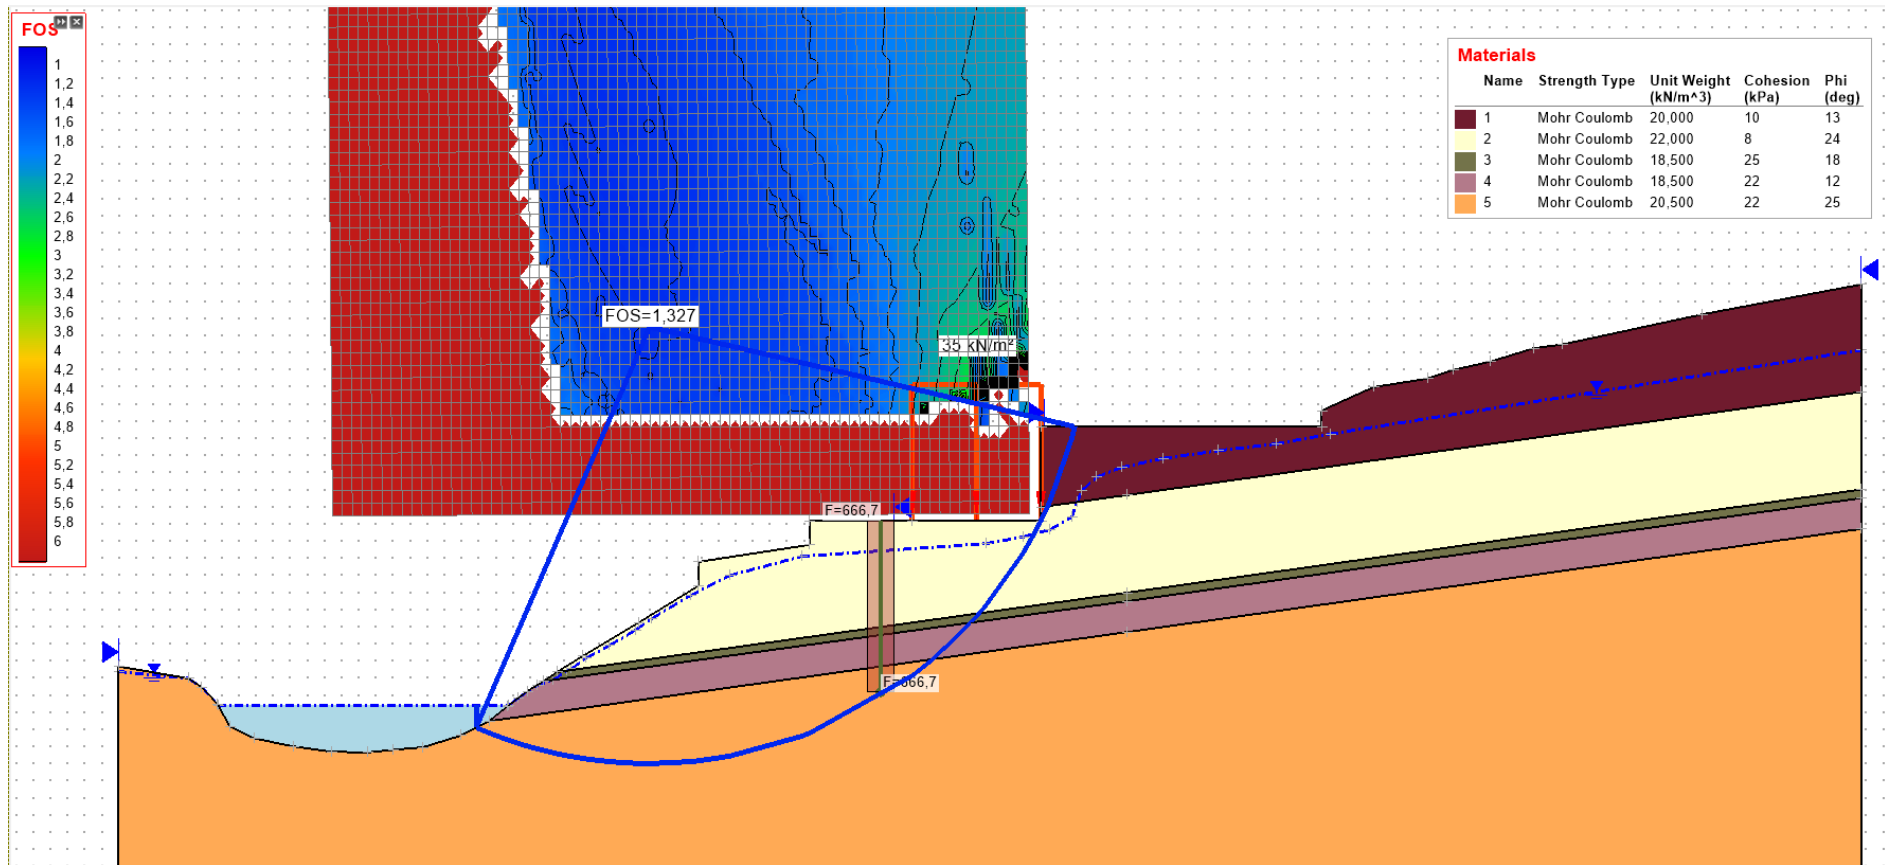 FOS
1
1,2
1,4
1,6
1,8
2
2,2
2,4
2,6
2,8
3
3,2
3,4
3,6
3,8
4
4,2
4,4
4,6
4,8
5
5,2
5,4
5,6
5,8
6
FOS=1,327
35 kN/m²
F=666,7
F=666,7
Materials
Name Strength Type Unit Weight (kN/m^3) Cohesion (kPa) Phi (deg)
1 Mohr Coulomb 20,000 10 13
2 Mohr Coulomb 22,000 8 24
3 Mohr Coulomb 18,500 25 18
4 Mohr Coulomb 18,500 22 12
5 Mohr Coulomb 20,500 22 25